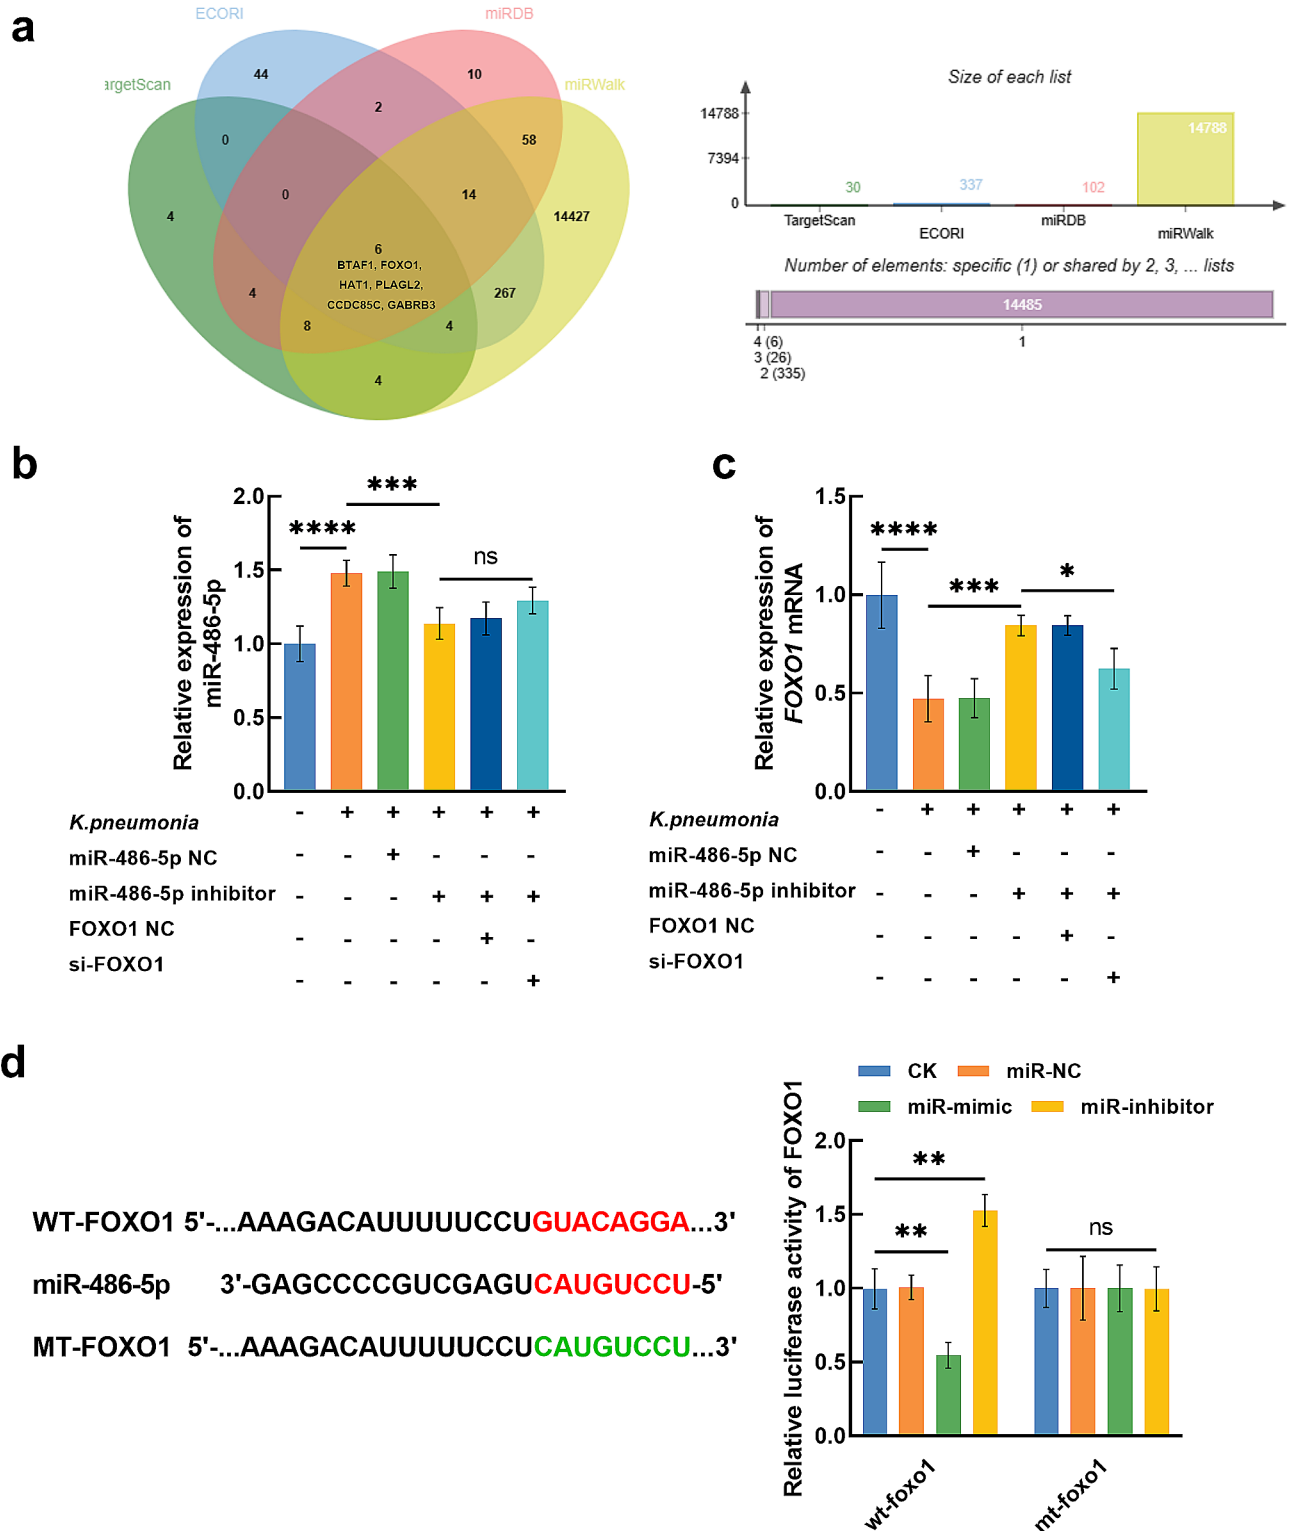 a
ECORI
miRDB
argetScan
miRWalk
44
10
2
0
58
0
14
4
14427
6
BTAF1, FOXO1,
HAT1, PLAGL2,
CCDC85C, GABRB3
4
267
8
4
4
Size of each list
14788
7394
0
30
337
102
14788
TargetScan
ECORI
miRDB
miRWalk
Number of elements: specific (1) or shared by 2, 3, ... lists
14485
4 (6)
3 (26)
2 (335)
1
b
Relative expression of
miR-486-5p
2.0
1.5
1.0
0.5
0.0
****
***
ns
K.pneumonia - + + + + +
miR-486-5p NC - - + - - -
miR-486-5p inhibitor - - - + + +
FOXO1 NC - - - - + -
si-FOXO1 - - - - - +
c
Relative expression of
FOXO1 mRNA
1.5
1.0
0.5
0.0
****
***
*
K.pneumonia - + + + + +
miR-486-5p NC - - + - - -
miR-486-5p inhibitor - - - + + +
FOXO1 NC - - - - + -
si-FOXO1 - - - - - +
d
WT-FOXO1 5'-...AAAGACAUUUUUCCUGUACAGGA...3'
miR-486-5p 3'-GAGCCCCGUCGAGUCAUGUCCU-5'
MT-FOXO1 5'-...AAAGACAUUUUUCCUCAUGUCCU...3'
CK miR-NC
miR-mimic miR-inhibitor
Relative luciferase activity of FOXO1
2.0
1.5
1.0
0.5
0.0
**
**
ns
wt-foxo1
mt-foxo1